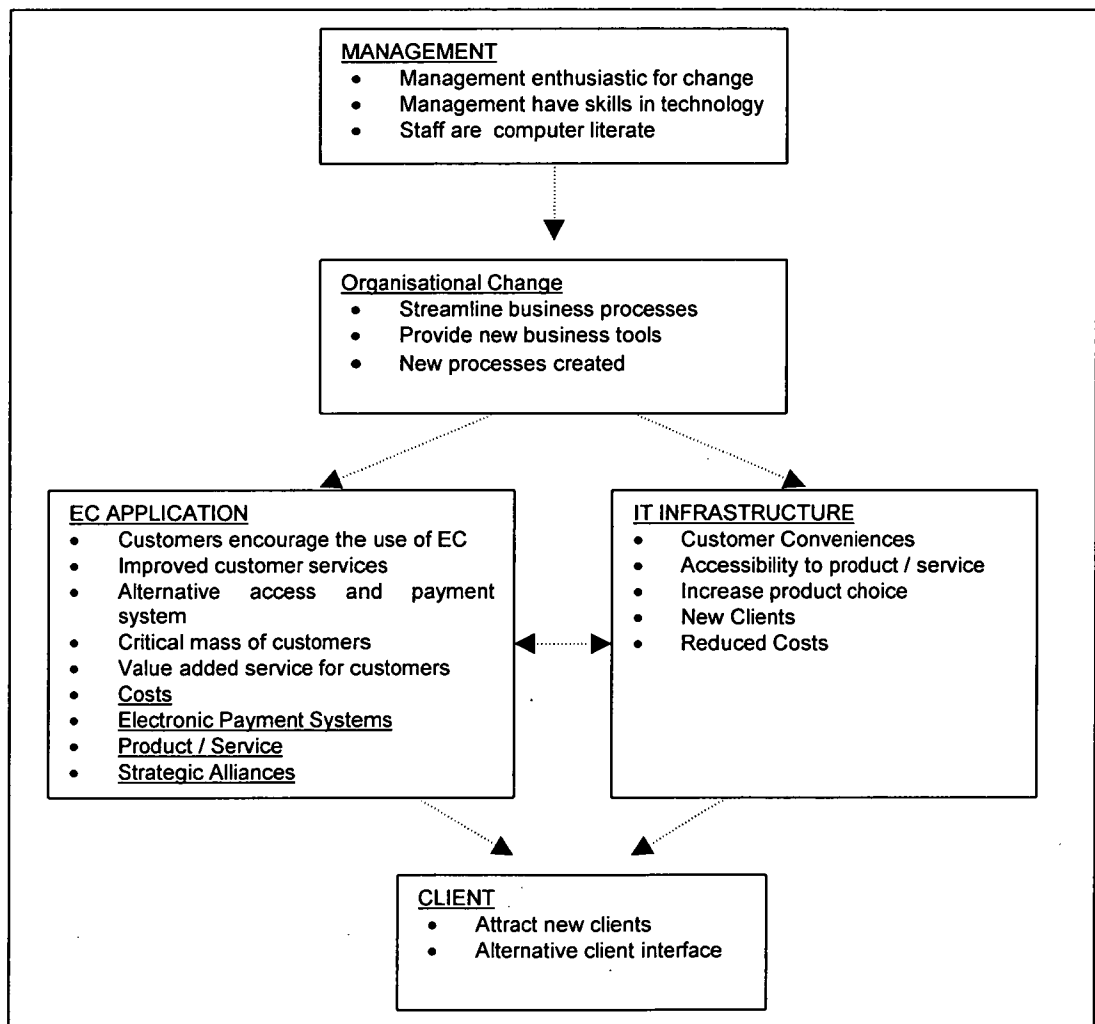 MANAGEMENT
• Management enthusiastic for change
• Management have skills in technology
• Staff are computer literate
Organisational Change
• Streamline business processes
• Provide new business tools
• New processes created
EC APPLICATION
• Customers encourage the use of EC
• Improved customer services
• Alternative access and payment
system
• Critical mass of customers
• Value added service for customers
• Costs
• Electronic Payment Systems
• Product / Service
• Strategic Alliances
IT INFRASTRUCTURE
• Customer Conveniences
• Accessibility to product / service
• Increase product choice
• New Clients
• Reduced Costs
CLIENT
• Attract new clients
• Alternative client interface